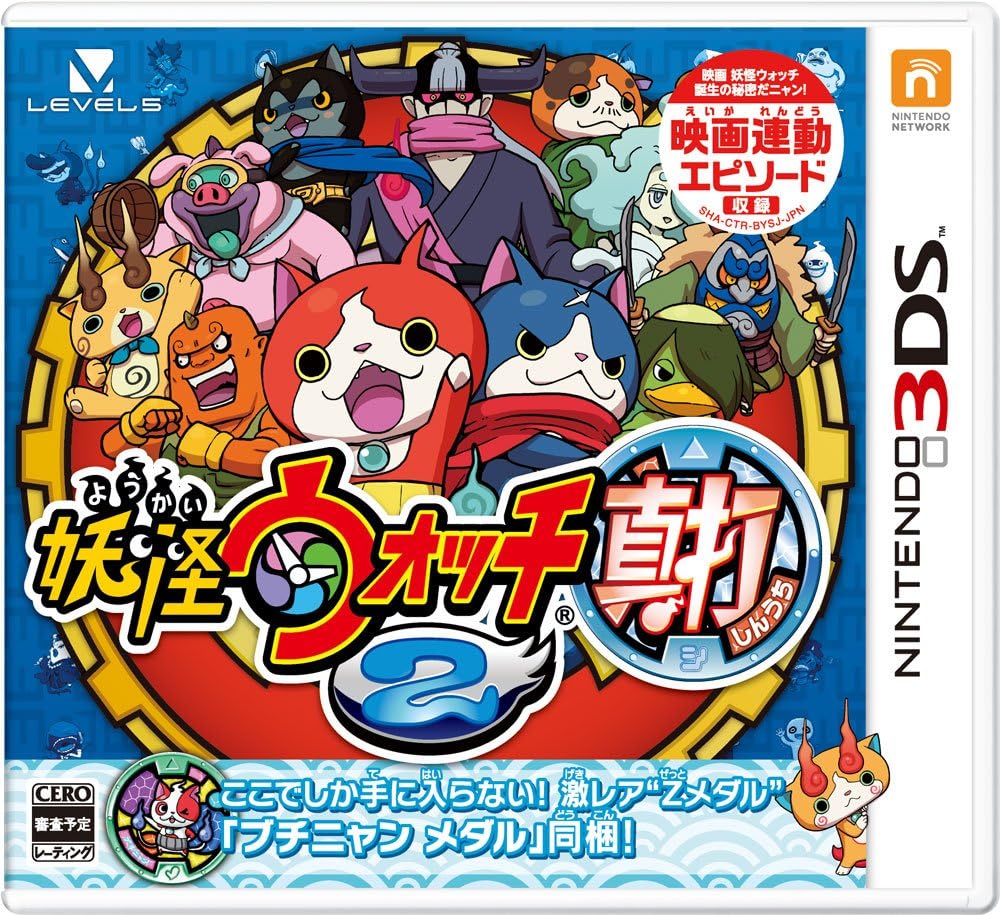 LEVEL5
映画 妖怪ウォッチ
誕生の秘密だニャン!
えいが れんどう
映画連動
エピソード
収録
SHA-CTR-BYSJ-JPN
n
NINTENDO
NETWORK
NINTENDO3DS™
ようかい
妖怪ウォッチ®
2
真打
しんうち
シ
CERO
審査予定
レーティング
て はい げき ぜっと
ここでしか手に入らない! 激レア“Zメダル”
どう こん
「ブチニャン メダル」同梱!